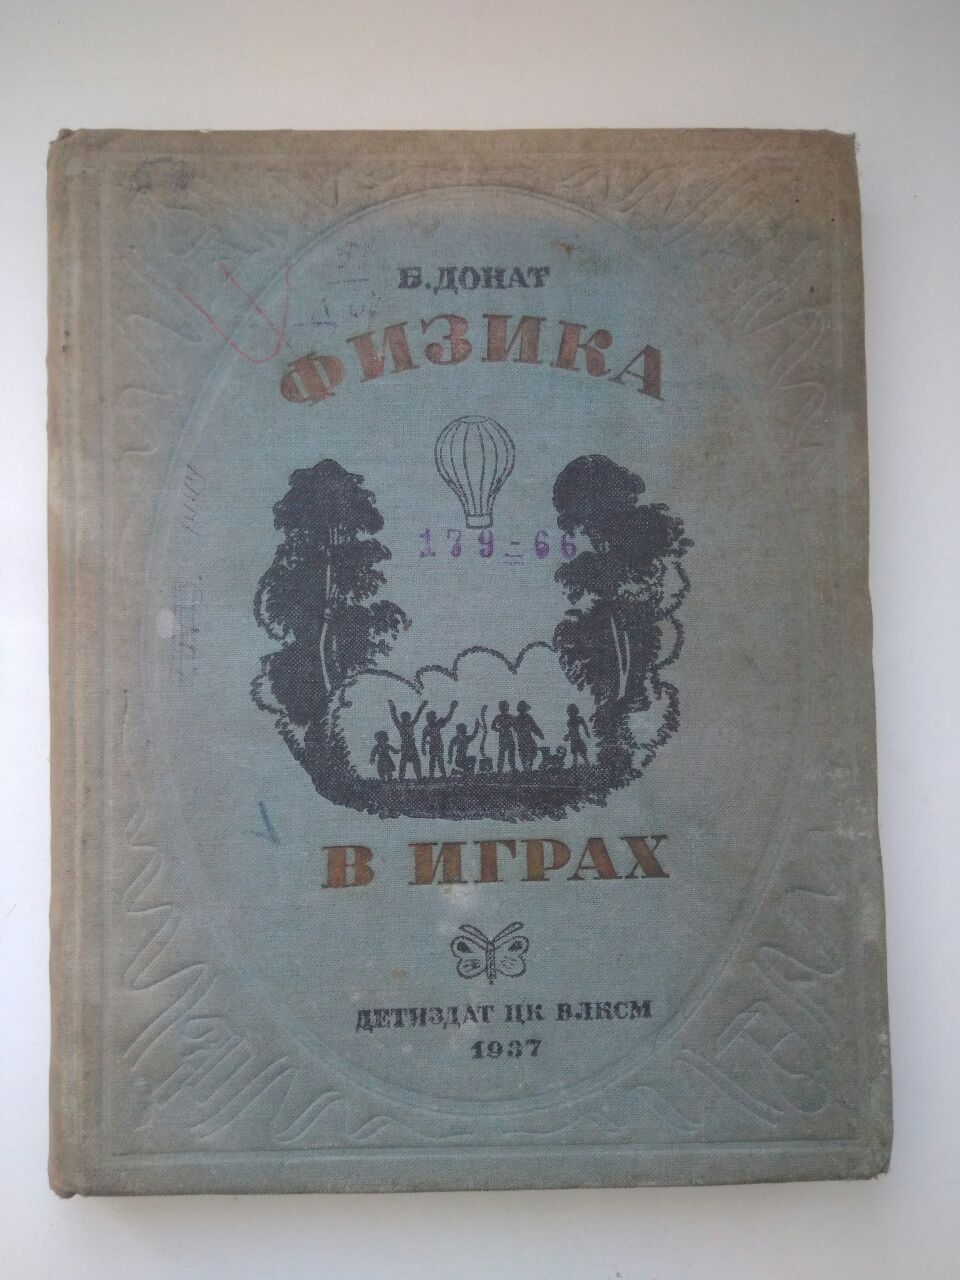 Б. ДОНАТ
ФИЗИКА
179=66
В ИГРАХ
ДЕТИЗДАТ ЦК ВЛКСМ
1937